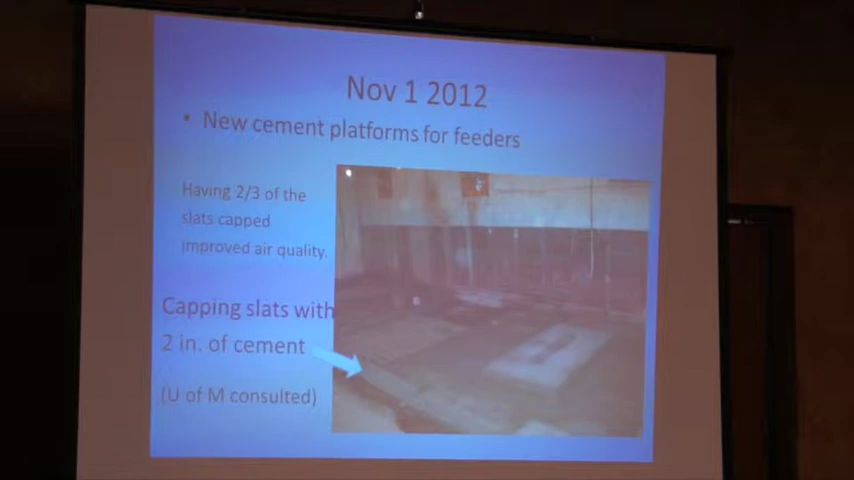 Nov 1 2012
• New cement platforms for feeders
Having 2/3 of the
slats capped
improved air quality.
Capping slats with
2 in. of cement
(U of M consulted)